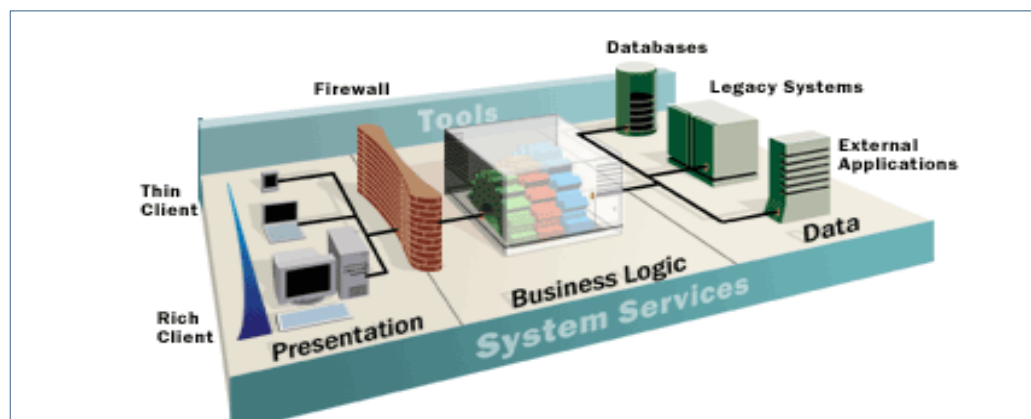 Databases
Firewall
Legacy Systems
Tools
External
Applications
Thin
Client
Data
Business Logic
Rich
Client
Presentation
System Services